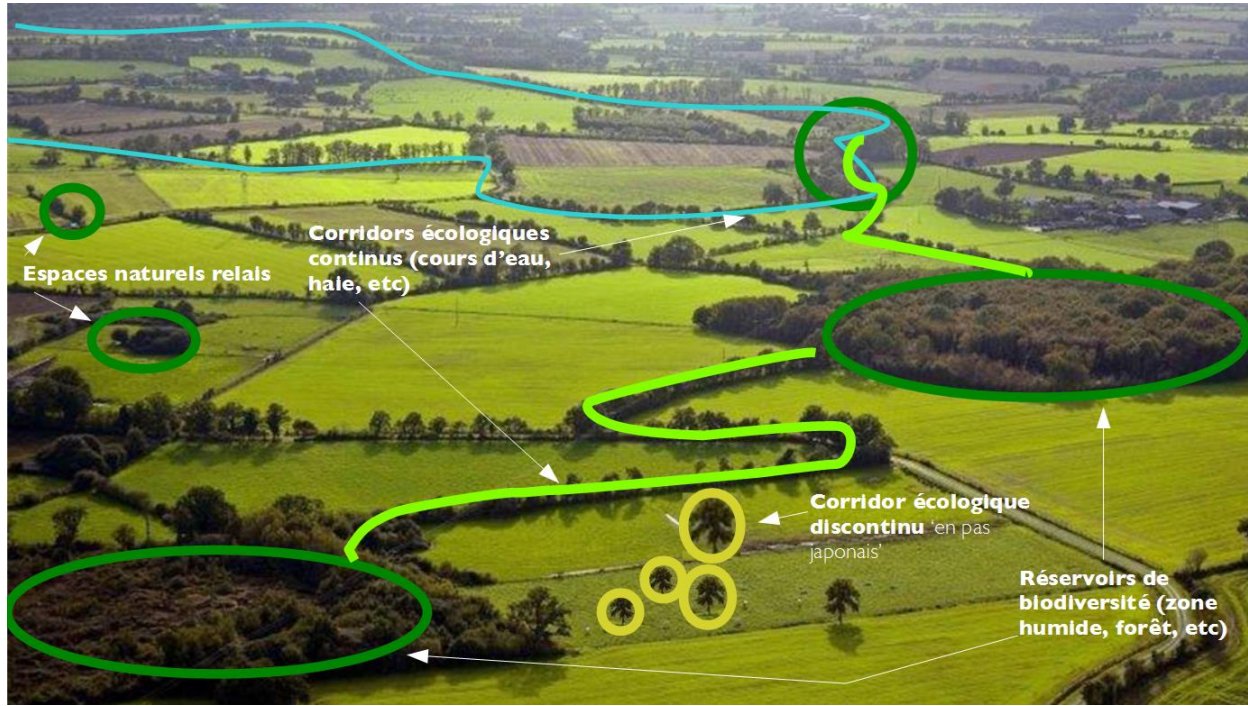 Corridors écologiques
continus (cours d'eau,
haie, etc)
Espaces naturels relais
Corridor écologique
discontinu 'en pas
japonais'
Réservoirs de
biodiversité (zone
humide, forêt, etc)